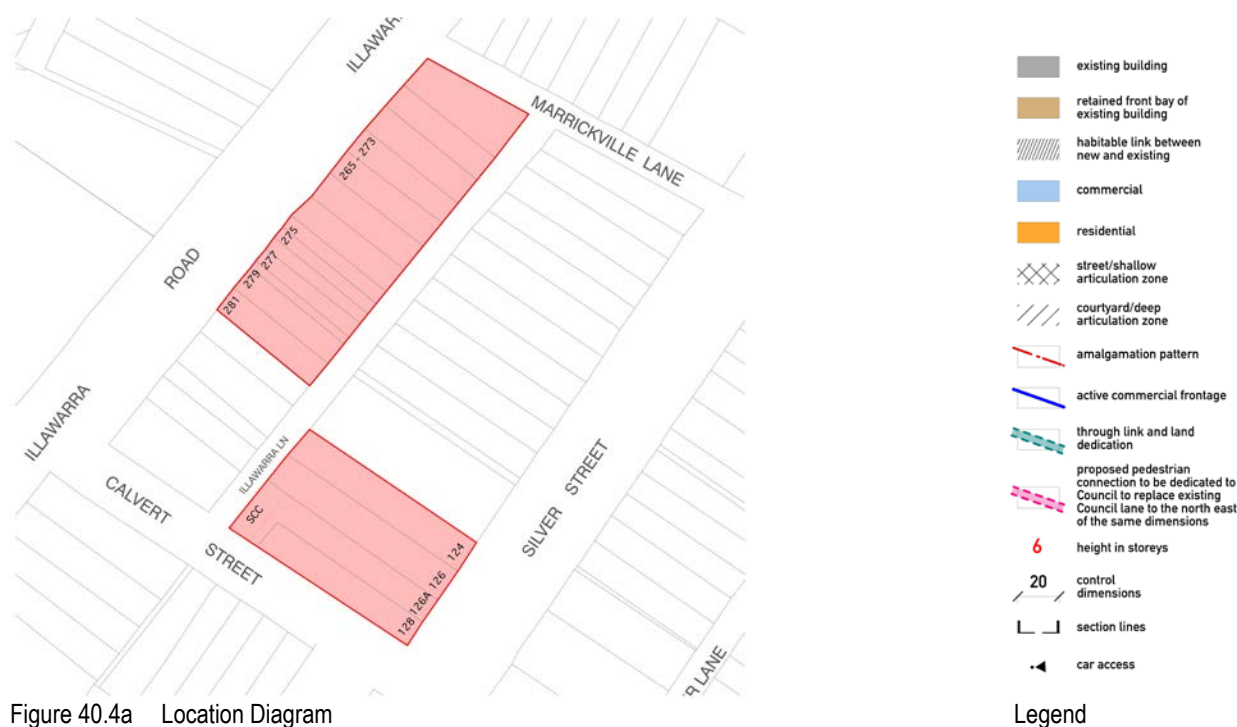 ILLAWARR
MARRICKVILLE LANE
265 - 273
275
277
279
281
ROAD
ILLAWARRA
ILLAWARRA LN
CALVERT
STREET
SCC
124
126
126A
128
SILVER STREET
R LANE
Figure 40.4a Location Diagram
existing building
retained front bay of
existing building
habitable link between
new and existing
commercial
residential
street/shallow
articulation zone
courtyard/deep
articulation zone
amalgamation pattern
active commercial frontage
through link and land
dedication
proposed pedestrian
connection to be dedicated to
Council to replace existing
Council lane to the north east
of the same dimensions
6 height in storeys
20 control
dimensions
section lines
car access
Legend